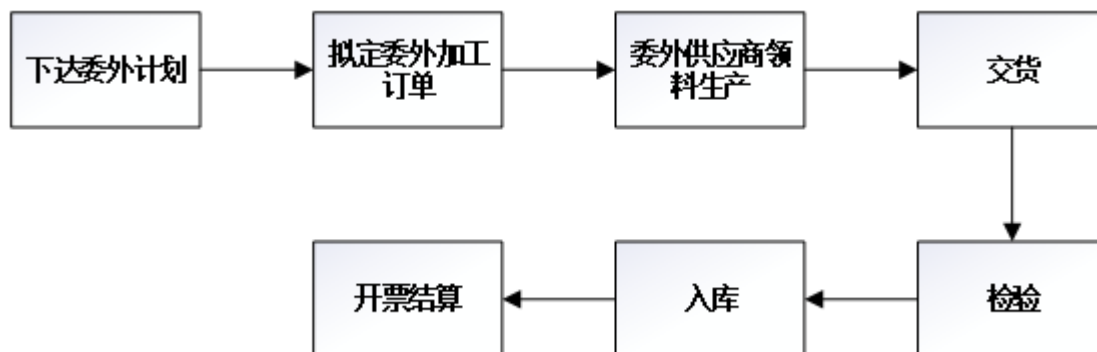 下达委外计划
拟定委外加工
订单
委外供应商领
料生产
交货
检验
入库
开票结算